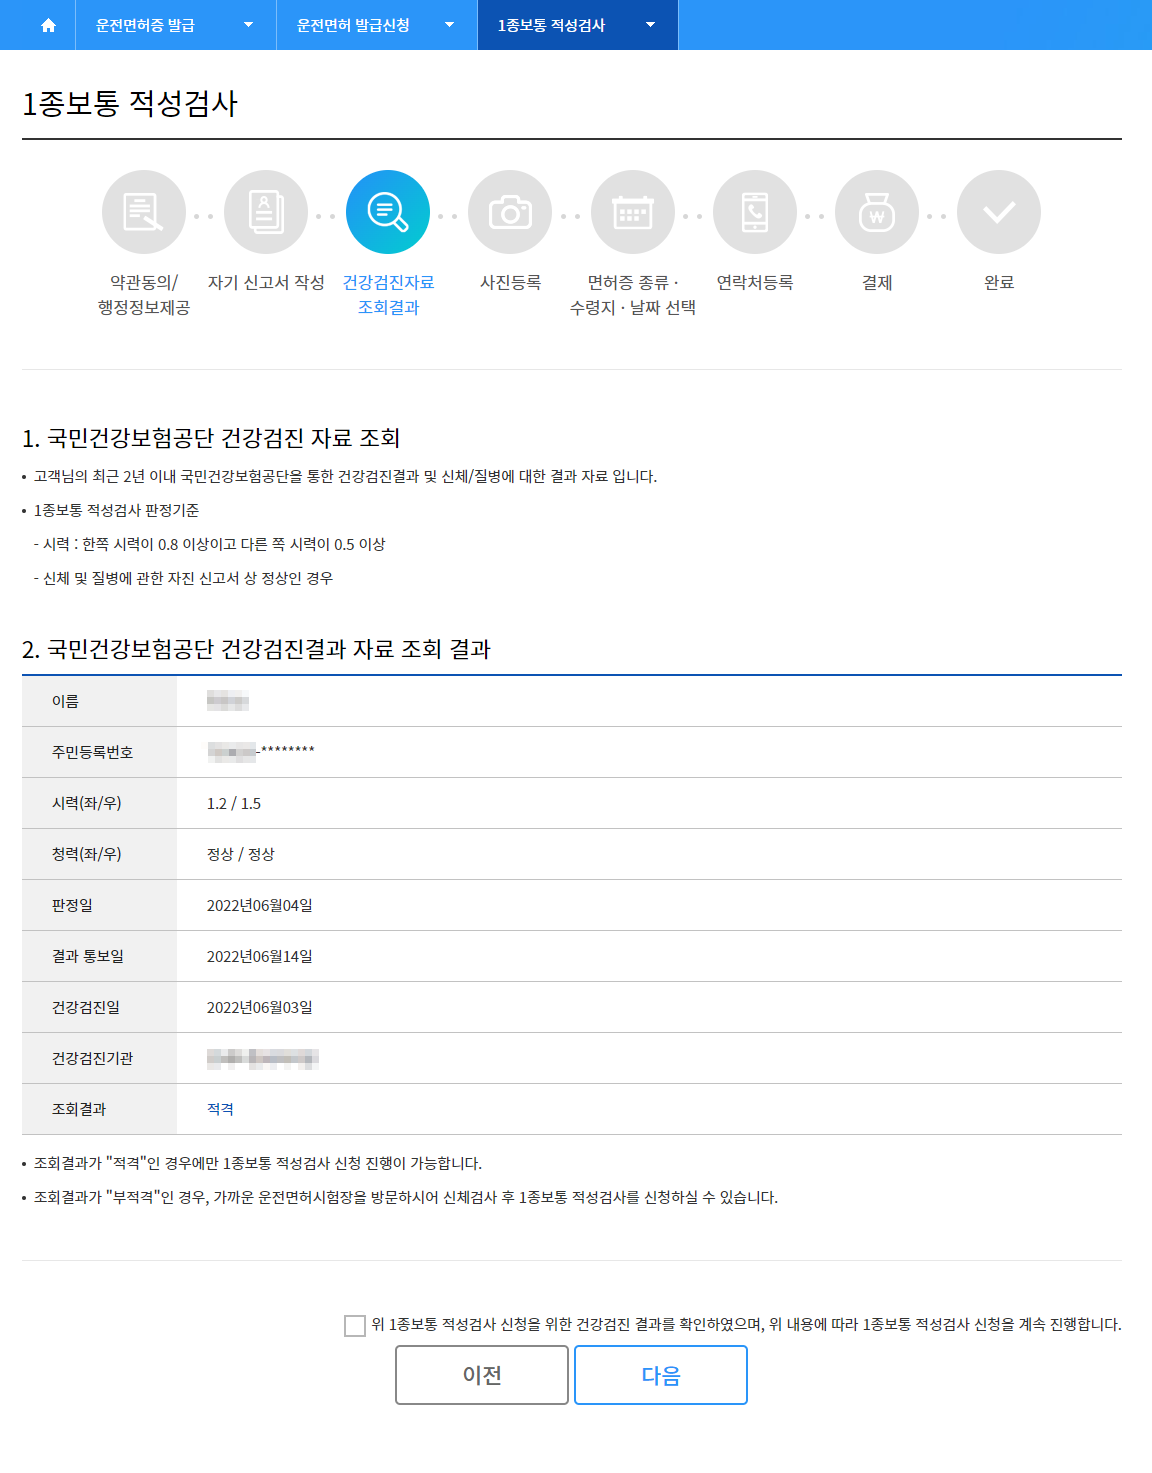 운전면허증 발급
운전면허 발급신청
1종보통 적성검사
1종보통 적성검사
약관동의/
행정정보제공
자기 신고서 작성
건강검진자료
조회결과
사진등록
면허증 종류 ·
수령지 · 날짜 선택
연락처등록
결제
완료
1. 국민건강보험공단 건강검진 자료 조회
• 고객님의 최근 2년 이내 국민건강보험공단을 통한 건강검진결과 및 신체/질병에 대한 결과 자료 입니다.
• 1종보통 적성검사 판정기준
- 시력 : 한쪽 시력이 0.8 이상이고 다른 쪽 시력이 0.5 이상
- 신체 및 질병에 관한 자진 신고서 상 정상인 경우
2. 국민건강보험공단 건강검진결과 자료 조회 결과
이름
주민등록번호 -********
시력(좌/우) 1.2 / 1.5
청력(좌/우) 정상 / 정상
판정일 2022년06월04일
결과 통보일 2022년06월14일
건강검진일 2022년06월03일
건강검진기관
조회결과 적격
• 조회결과가 "적격"인 경우에만 1종보통 적성검사 신청 진행이 가능합니다.
• 조회결과가 "부적격"인 경우, 가까운 운전면허시험장을 방문하시어 신체검사 후 1종보통 적성검사를 신청하실 수 있습니다.
위 1종보통 적성검사 신청을 위한 건강검진 결과를 확인하였으며, 위 내용에 따라 1종보통 적성검사 신청을 계속 진행합니다.
이전
다음